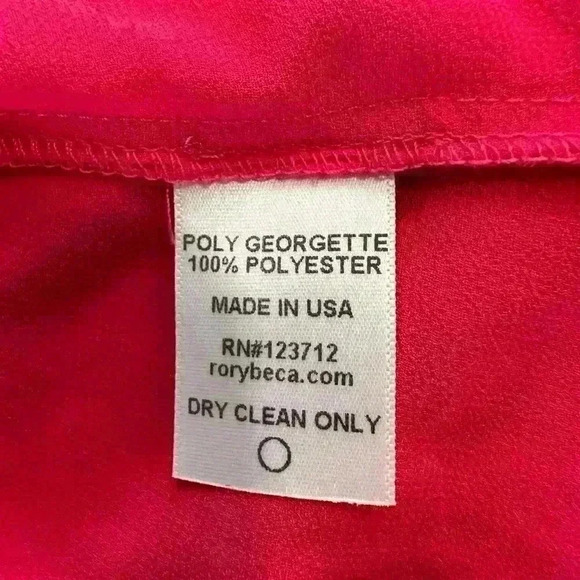 POLY GEORGETTE
100% POLYESTER
MADE IN USA
RN#123712
rorybeca.com
DRY CLEAN ONLY